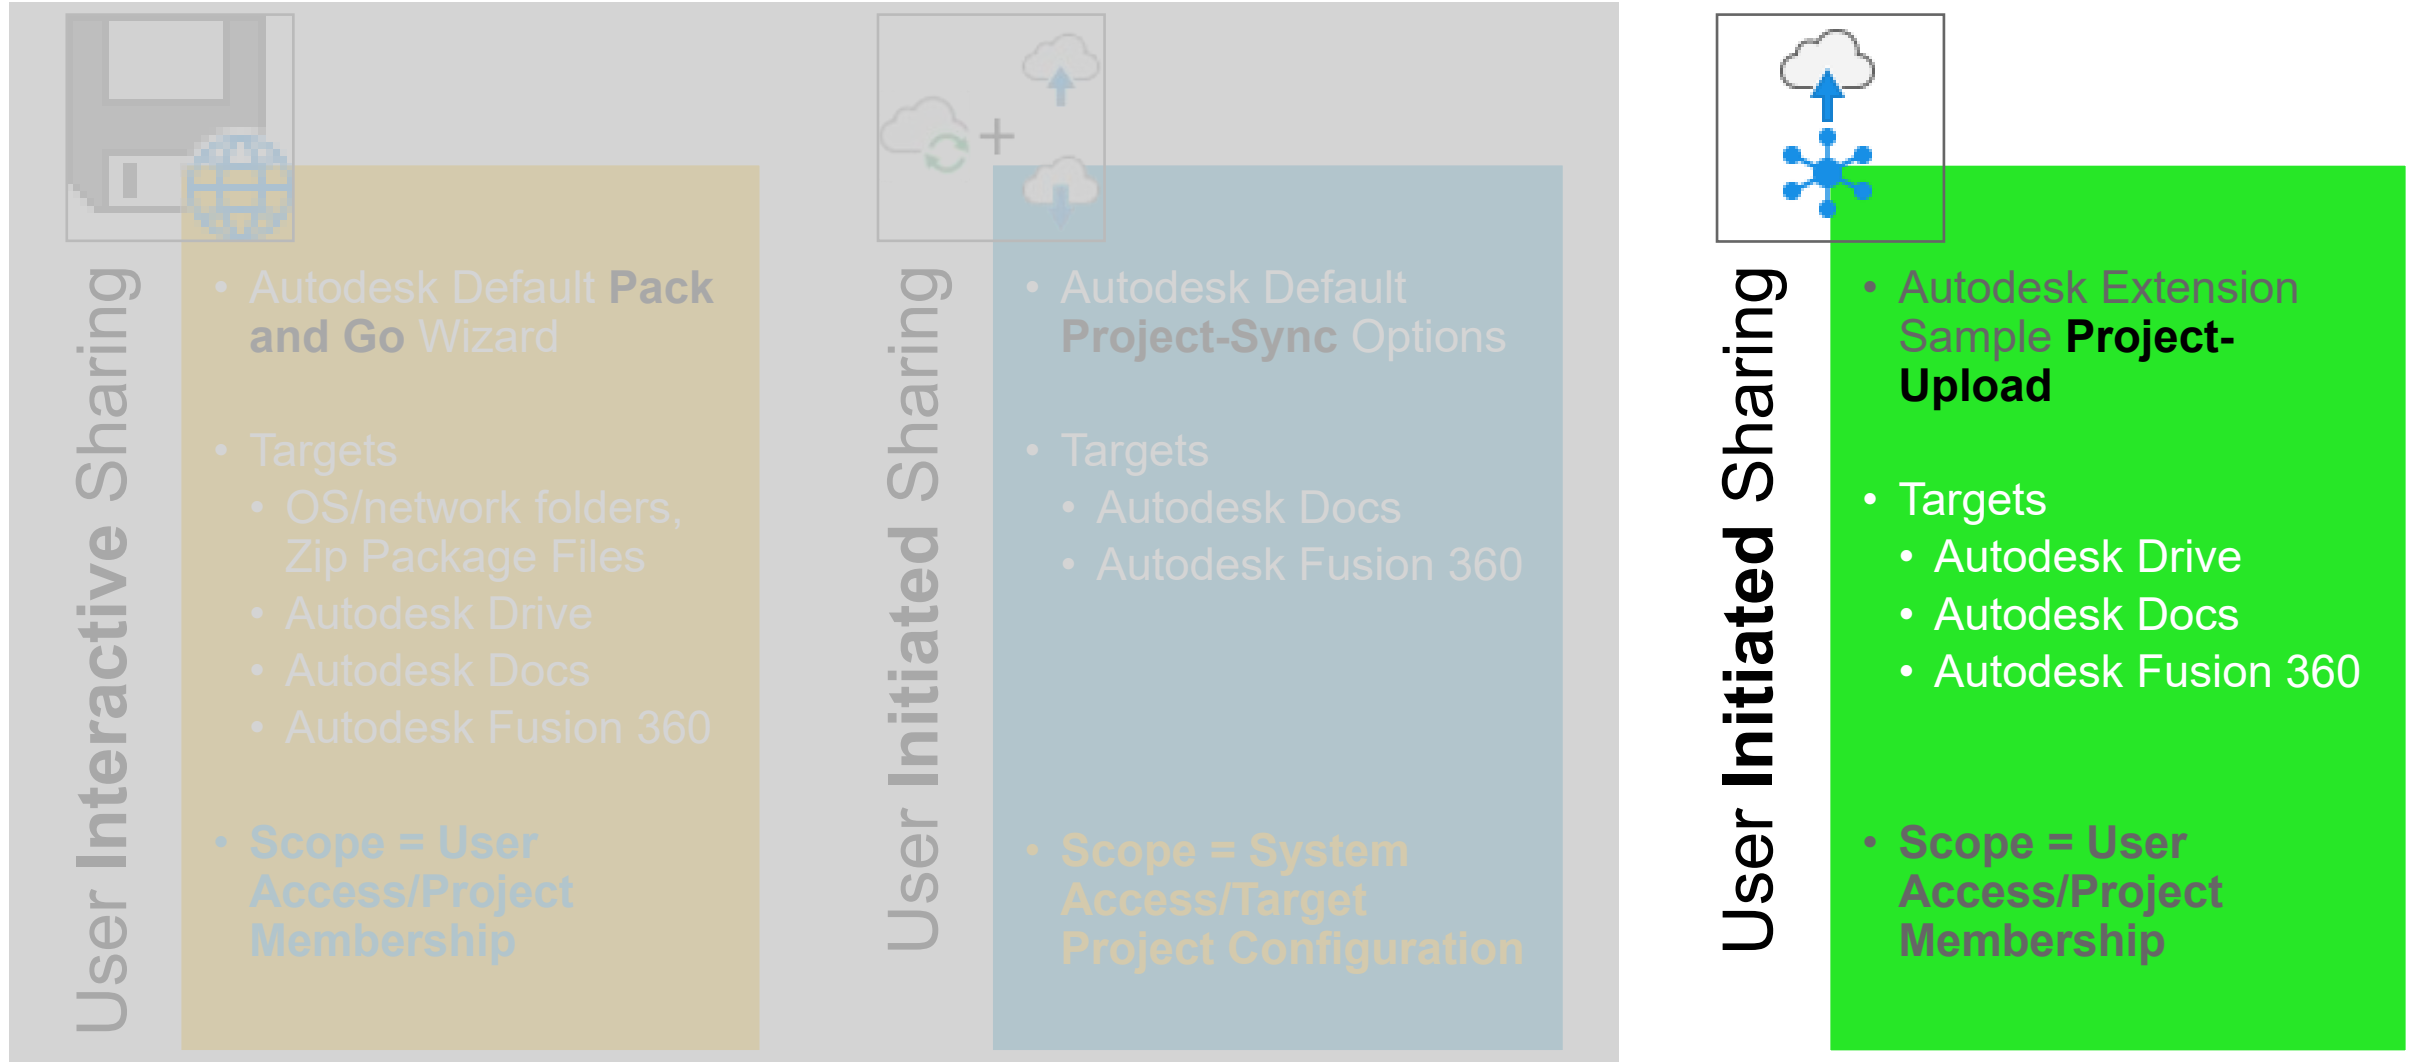 User Interactive Sharing
• Autodesk Default Pack
and Go Wizard
• Targets
• OS/network folders,
Zip Package Files
• Autodesk Drive
• Autodesk Docs
• Autodesk Fusion 360
• Scope = User
Access/Project
Membership
User Initiated Sharing
• Autodesk Default
Project-Sync Options
• Targets
• Autodesk Docs
• Autodesk Fusion 360
• Scope = System
Access/Target
Project Configuration
User Initiated Sharing
• Autodesk Extension
Sample Project-
Upload
• Targets
• Autodesk Drive
• Autodesk Docs
• Autodesk Fusion 360
• Scope = User
Access/Project
Membership